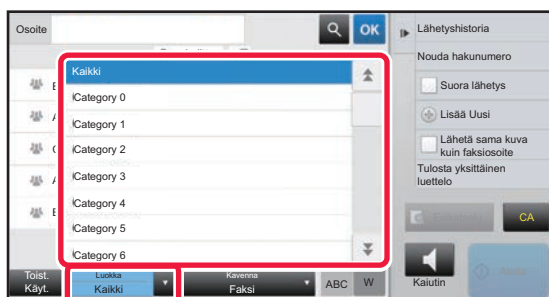 Osoite
OK
Kaikki
Category 0
Category 1
Category 2
Category 3
Category 4
Category 5
Category 6
Toist.
Käyt.
Luokka
Kaikki
Kavenna
Faksi
ABC
W
Lähetyshistoria
Nouda hakunumero
Suora lähetys
Lisää Uusi
Lähetä sama kuva
kuin faksiosoite
Tulosta yksittäinen
luettelo
CA
Kaiutin